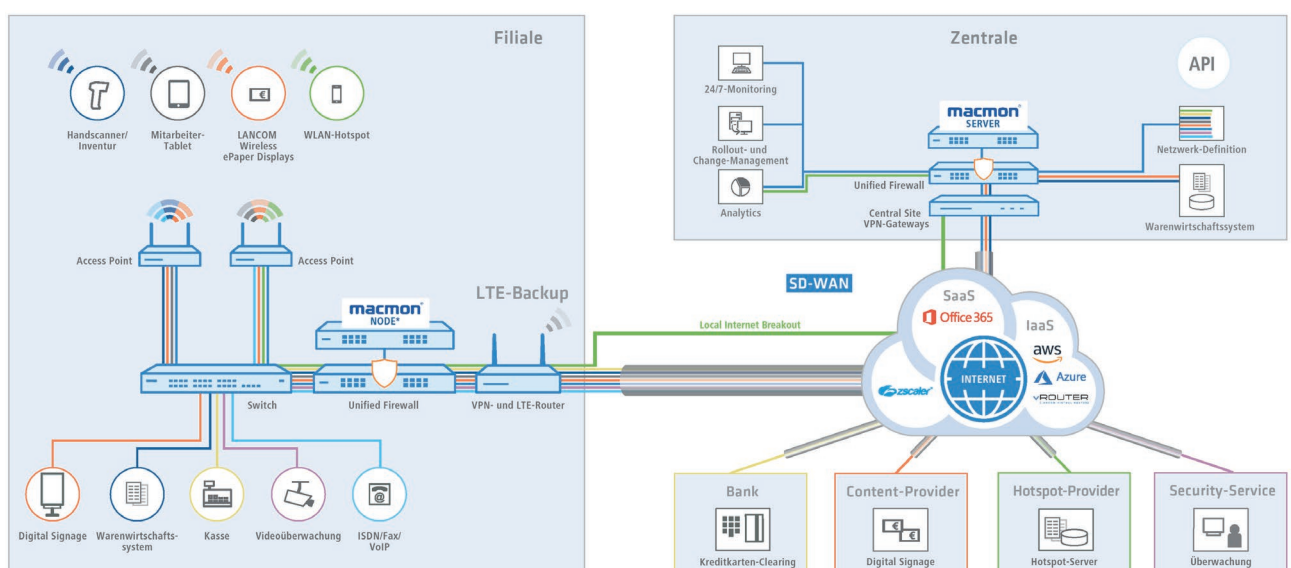 Filiale
Handscanner/
Inventur
Mitarbeiter-
Tablet
LANCOM
Wireless
ePaper Displays
WLAN-Hotspot
Access Point
Access Point
LTE-Backup
macmon®
NODE*
Switch
Unified Firewall
VPN- und LTE-Router
Digital Signage
Warenwirtschafts-
system
Kasse
Videoüberwachung
@
ISDN/Fax/
VoIP
Zentrale
API
24/7-Monitoring
Rollout- und
Change-Management
Analytics
macmon®
SERVER
Unified Firewall
Central Site
VPN-Gateways
Netzwerk-Definition
Warenwirtschaftssystem
SD-WAN
Local Internet Breakout
SaaS
Office 365
IaaS
aws
Azure
vROUTER
zscaler
INTERNET
Bank
Kreditkarten-Clearing
Content-Provider
Digital Signage
Hotspot-Provider
Hotspot-Server
Security-Service
Überwachung